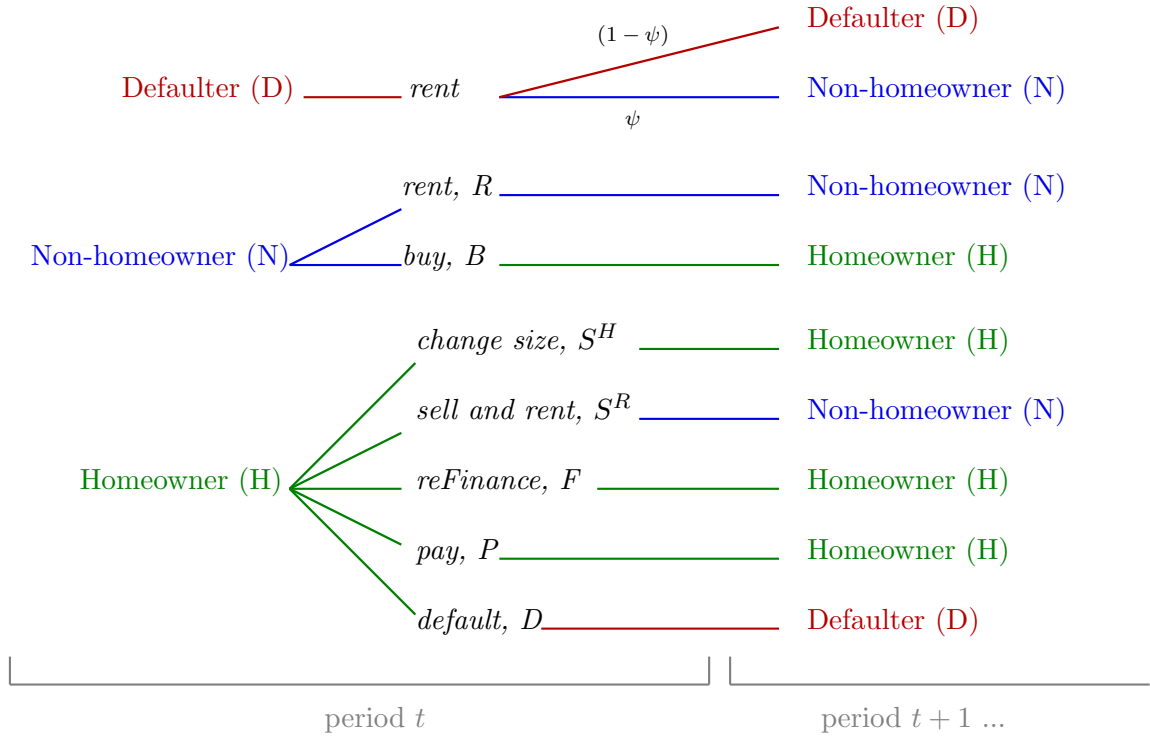 Defaulter (D)
(1 − ψ)
Defaulter (D) rent Non-homeowner (N)
ψ
rent, R Non-homeowner (N)
Non-homeowner (N) buy, B Homeowner (H)
change size, S^H Homeowner (H)
sell and rent, S^R Non-homeowner (N)
Homeowner (H) reFinance, F Homeowner (H)
pay, P Homeowner (H)
default, D Defaulter (D)
period t period t + 1 ...